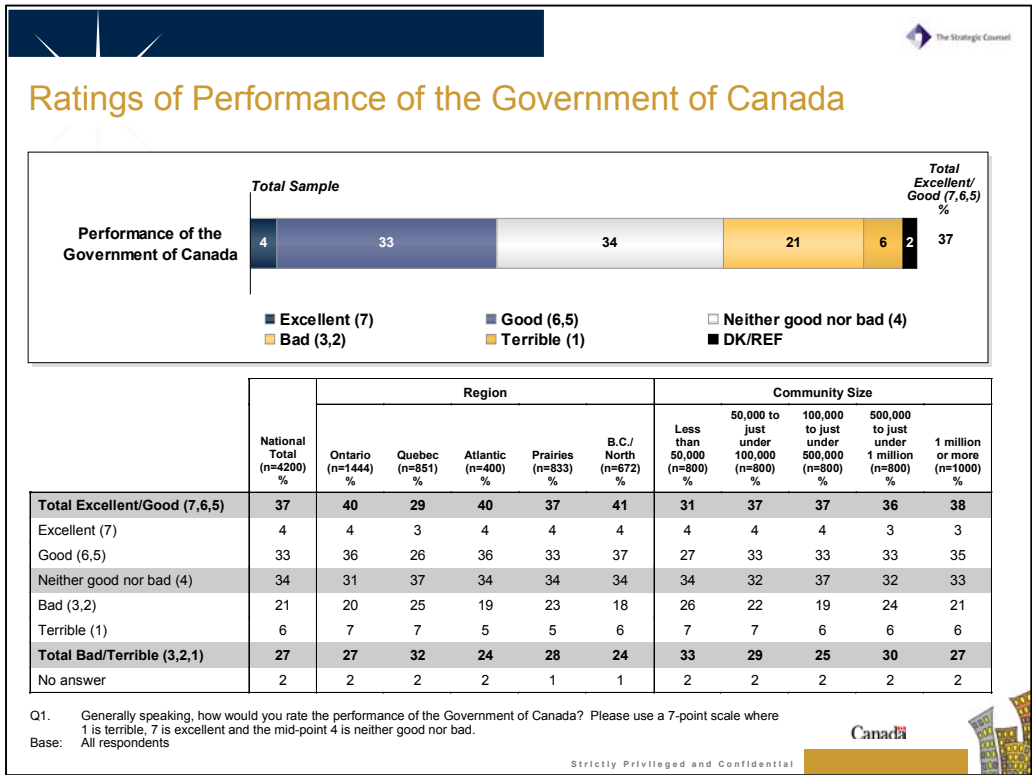 The Strategic Counsel
Ratings of Performance of the Government of Canada
Total Sample
Total
Excellent/
Good (7,6,5)
%
Performance of the
Government of Canada
4 33 34 21 6 2 37
Excellent (7) Good (6,5) Neither good nor bad (4)
Bad (3,2) Terrible (1) DK/REF
Region Community Size
National Total (n=4200) % Ontario (n=1444) % Quebec (n=851) % Atlantic (n=400) % Prairies (n=833) % B.C./ North (n=672) % Less than 50,000 (n=800) % 50,000 to just under 100,000 (n=800) % 100,000 to just under 500,000 (n=800) % 500,000 to just under 1 million (n=800) % 1 million or more (n=1000) %
Total Excellent/Good (7,6,5) 37 40 29 40 37 41 31 37 37 36 38
Excellent (7) 4 4 3 4 4 4 4 4 4 3 3
Good (6,5) 33 36 26 36 33 37 27 33 33 33 35
Neither good nor bad (4) 34 31 37 34 34 34 34 32 37 32 33
Bad (3,2) 21 20 25 19 23 18 26 22 19 24 21
Terrible (1) 6 7 7 5 5 6 7 7 6 6 6
Total Bad/Terrible (3,2,1) 27 27 32 24 28 24 33 29 25 30 27
No answer 2 2 2 2 1 1 2 2 2 2 2
Q1. Generally speaking, how would you rate the performance of the Government of Canada? Please use a 7-point scale where
1 is terrible, 7 is excellent and the mid-point 4 is neither good nor bad.
Base: All respondents
Canada
Strictly Privileged and Confidential